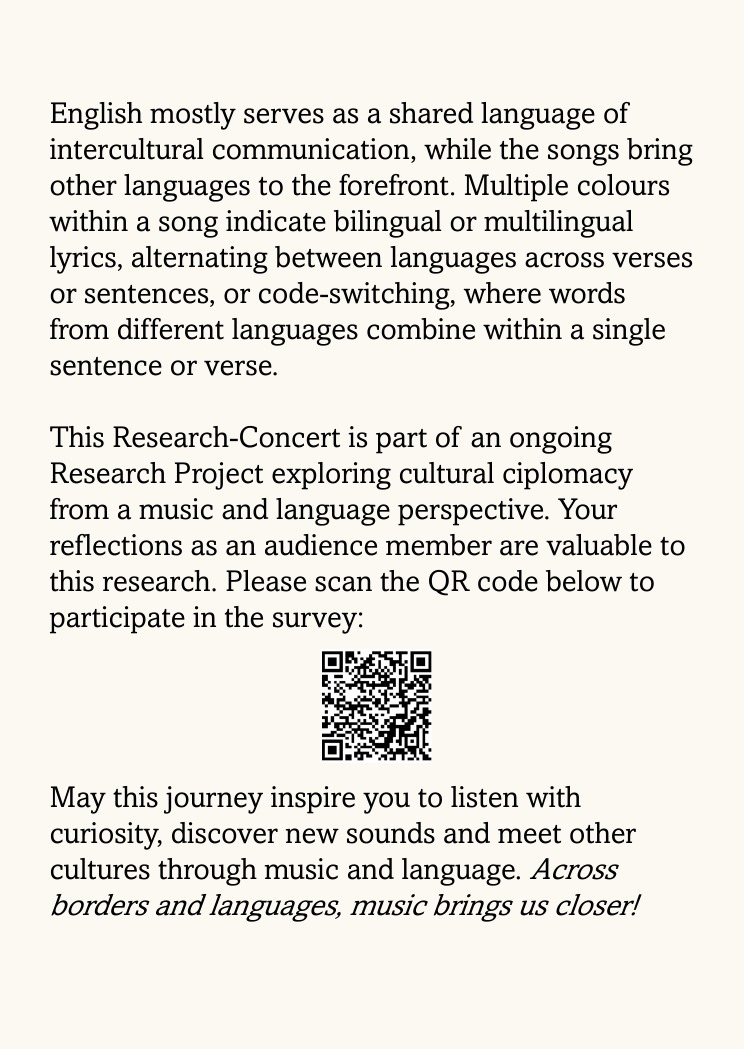 English mostly serves as a shared language of
intercultural communication, while the songs bring
other languages to the forefront. Multiple colours
within a song indicate bilingual or multilingual
lyrics, alternating between languages across verses
or sentences, or code-switching, where words
from different languages combine within a single
sentence or verse.
This Research-Concert is part of an ongoing
Research Project exploring cultural ciplomacy
from a music and language perspective. Your
reflections as an audience member are valuable to
this research. Please scan the QR code below to
participate in the survey:
May this journey inspire you to listen with
curiosity, discover new sounds and meet other
cultures through music and language. Across
borders and languages, music brings us closer!